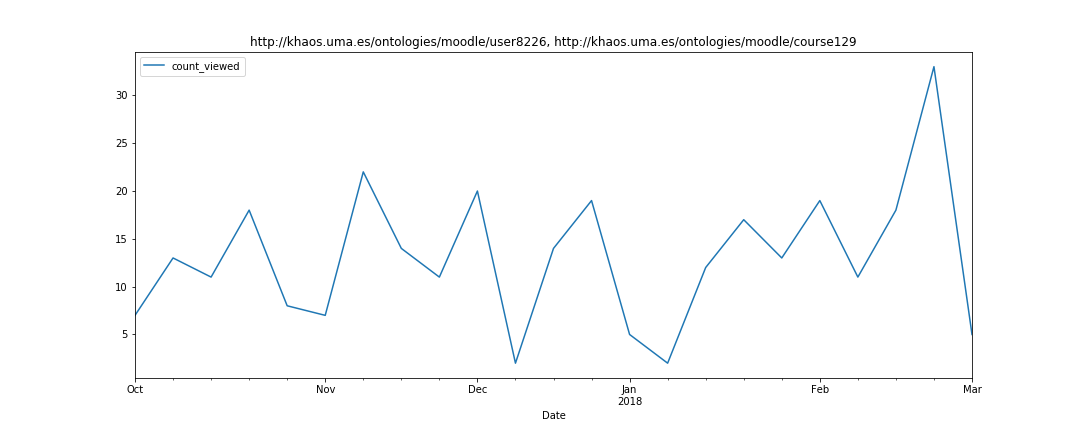 http://khaos.uma.es/ontologies/moodle/user8226, http://khaos.uma.es/ontologies/moodle/course129
count_viewed
30
25
20
15
10
5
Oct Nov Dec Jan Feb Mar
2018
Date